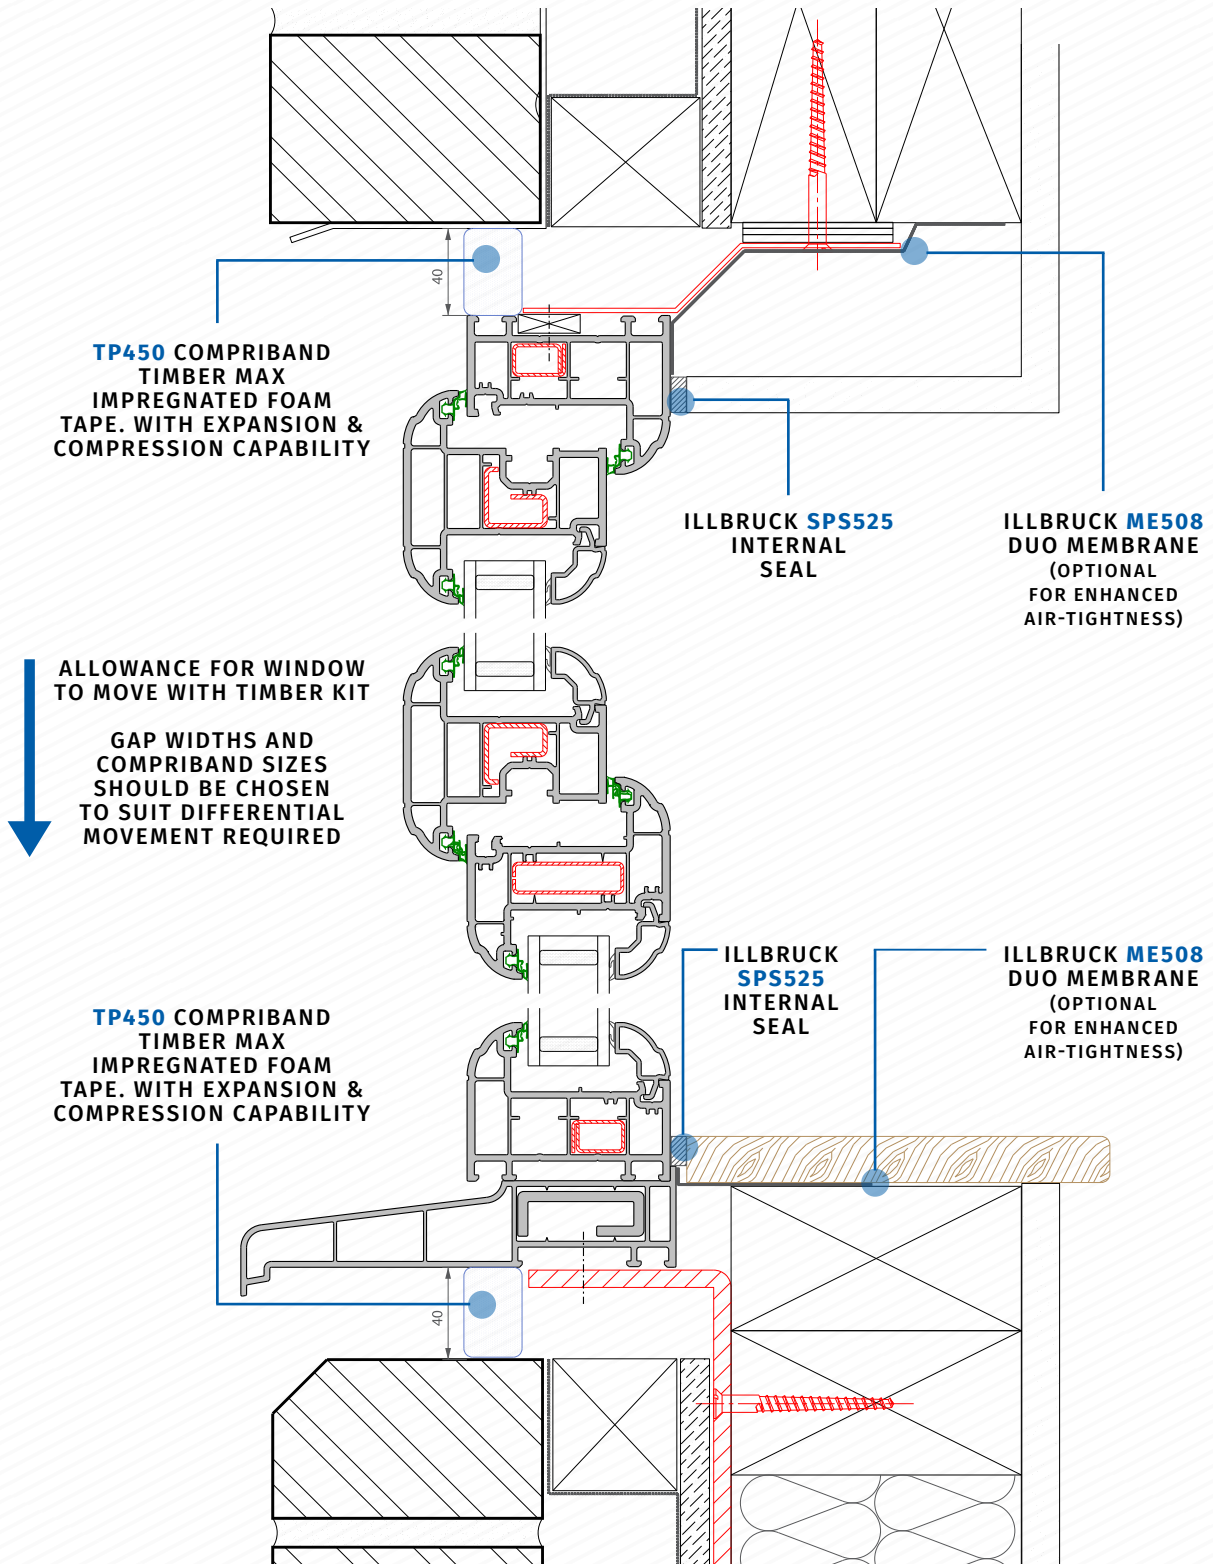 40
TP450 COMPRIBAND
TIMBER MAX
IMPREGNATED FOAM
TAPE. WITH EXPANSION &
COMPRESSION CAPABILITY
ILLBRUCK SPS525
INTERNAL
SEAL
ILLBRUCK ME508
DUO MEMBRANE
(OPTIONAL
FOR ENHANCED
AIR-TIGHTNESS)
ALLOWANCE FOR WINDOW
TO MOVE WITH TIMBER KIT
GAP WIDTHS AND
COMPRIBAND SIZES
SHOULD BE CHOSEN
TO SUIT DIFFERENTIAL
MOVEMENT REQUIRED
ILLBRUCK
SPS525
INTERNAL
SEAL
ILLBRUCK ME508
DUO MEMBRANE
(OPTIONAL
FOR ENHANCED
AIR-TIGHTNESS)
TP450 COMPRIBAND
TIMBER MAX
IMPREGNATED FOAM
TAPE. WITH EXPANSION &
COMPRESSION CAPABILITY
40